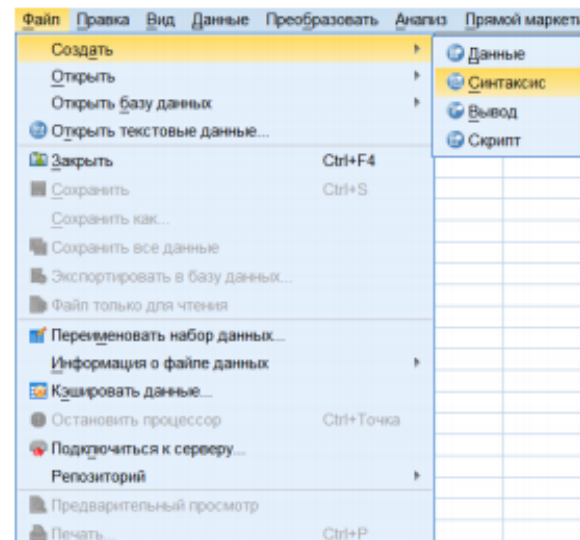 Файл Правка Вид Данные Преобразовать Анализ Прямой маркети
Создать
Открыть
Открыть базу данных
Открыть текстовые данные...
Закрыть Ctrl+F4
Сохранить Ctrl+S
Сохранить как...
Сохранить все данные
Экспортировать в базу данных...
Файл только для чтения
Переименовать набор данных...
Информация о файле данных
Кэшировать данные...
Остановить процессор Ctrl+Точка
Подключиться к серверу...
Репозиторий
Предварительный просмотр
Печать... Ctrl+P
Данные
Синтаксис
Вывод
Скрипт